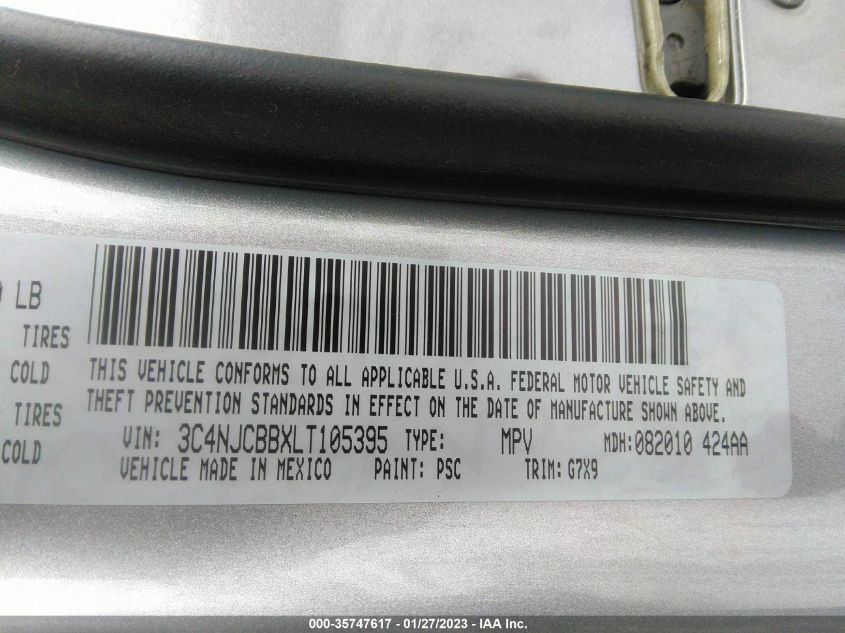 LB
TIRES
COLD
TIRES
COLD
THIS VEHICLE CONFORMS TO ALL APPLICABLE U.S.A. FEDERAL MOTOR VEHICLE SAFETY AND
THEFT PREVENTION STANDARDS IN EFFECT ON THE DATE OF MANUFACTURE SHOWN ABOVE.
VIN: 3C4NJCBBXLT105395 TYPE: MPV MDH: 082010 424AA
VEHICLE MADE IN MEXICO PAINT: PSC TRIM: G7X9
000-35747617 - 01/27/2023 - IAA Inc.